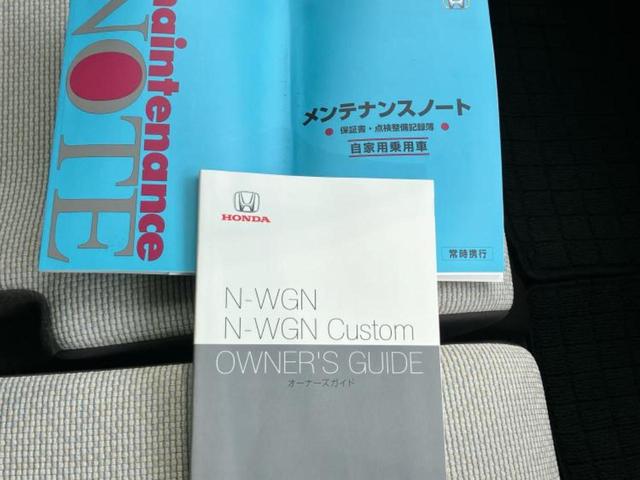 maintenance
NOTE
メンテナンスノート
保証書・点検整備記録簿
自家用乗用車
常時携行
HONDA
N-WGN
N-WGN Custom
OWNER'S GUIDE
オーナーズガイド